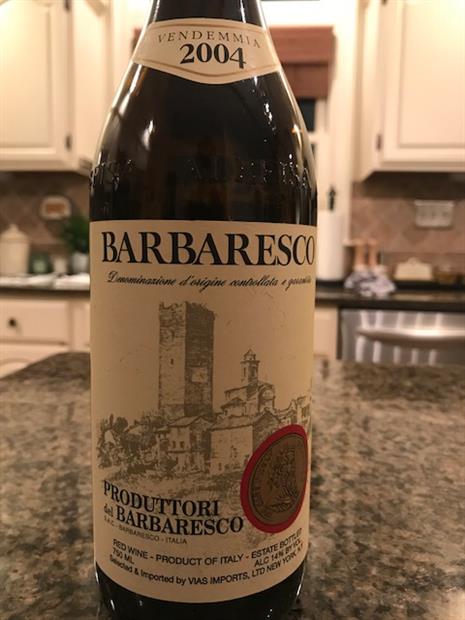 VENDEMMIA
2004
BARBARESCO
Denominazione d'origine controllata e garantita
PRODUTTORI
del BARBARESCO
S.A.C. - BARBARESCO - ITALIA
RED WINE - PRODUCT OF ITALY - ESTATE BOTTLED
750 ML ALC 14% BY VOL.
Selected & Imported by VIAS IMPORTS, LTD NEW YORK, N.Y.